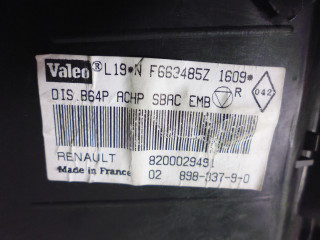 Valeo ® L19*N F663485Z 1609*
DIS B64P ACHP SBAC EMB R 042
RENAULT 8200029491
Made in France 02 898-337-9-0